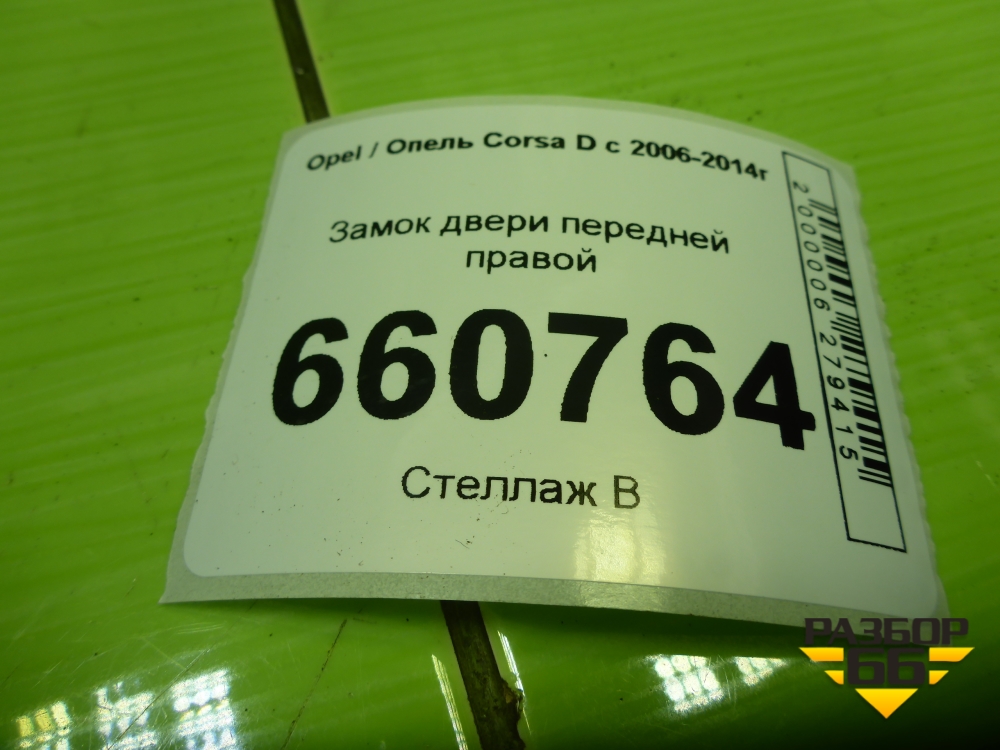 Opel / Опель Corsa D с 2006-2014г
Замок двери передней
правой
660764
Стеллаж В
2000006279415
РАЗБОР
66